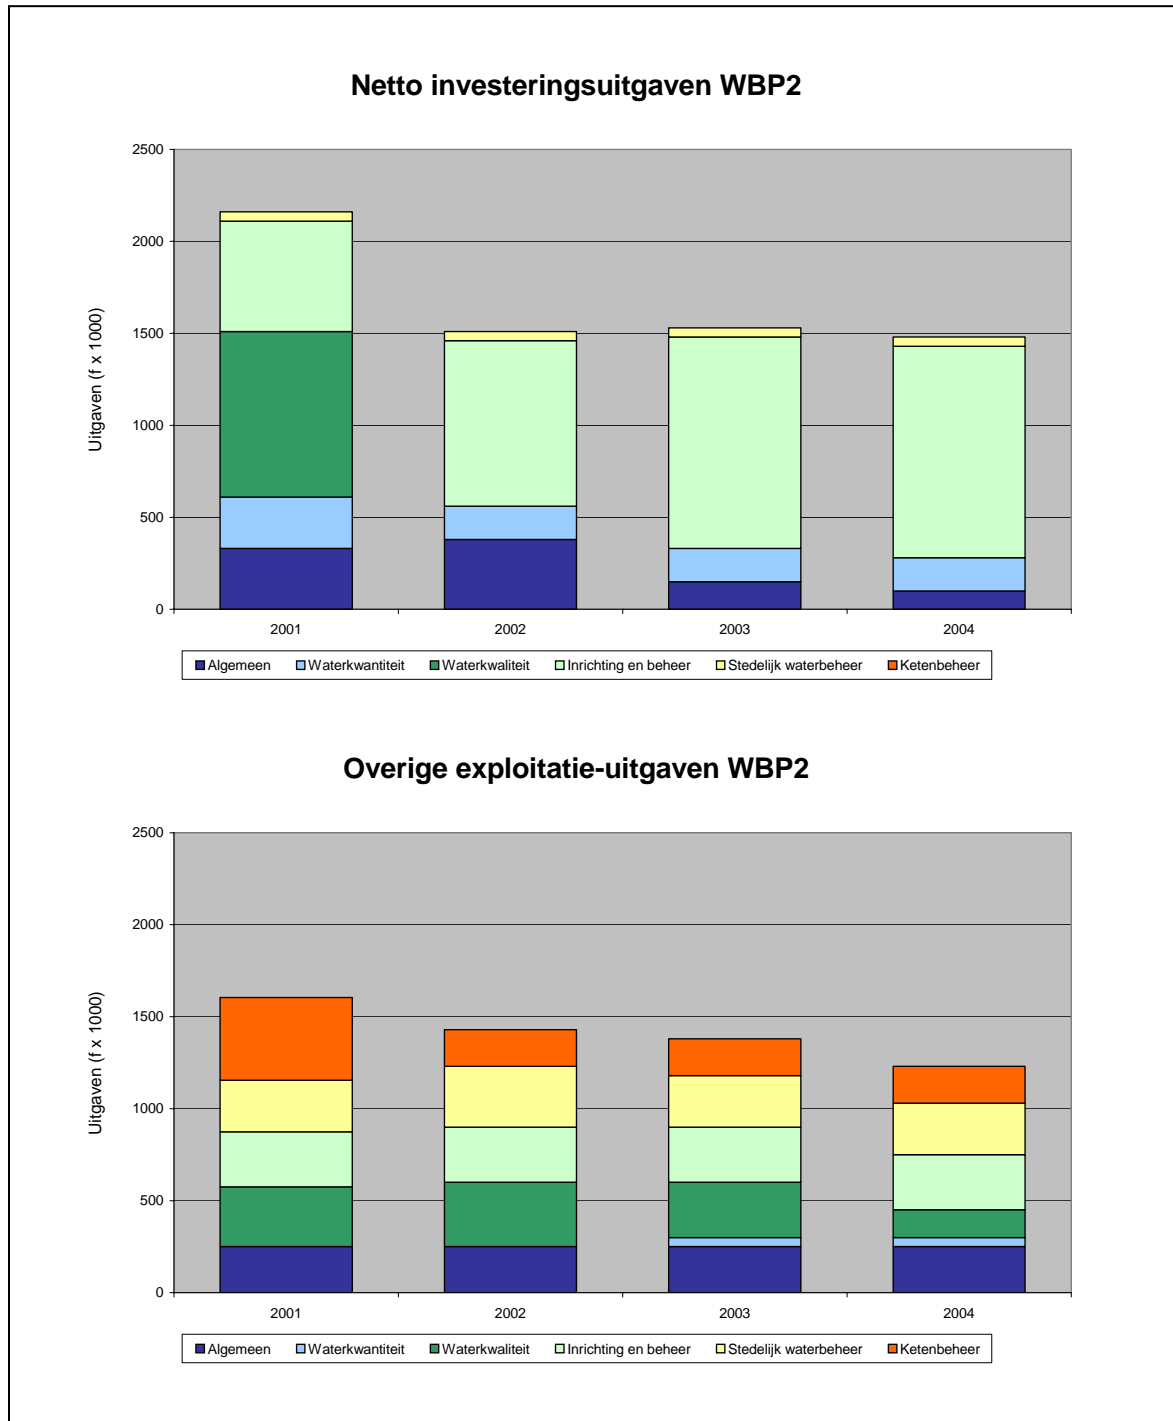 Netto investeringsuitgaven WBP2
2500
2000
1500
1000
500
0
Uitgaven (f x 1000)
2001 2002 2003 2004
Algemeen Waterkwantiteit Waterkwaliteit Inrichting en beheer Stedelijk waterbeheer Ketenbeheer
Overige exploitatie-uitgaven WBP2
2500
2000
1500
1000
500
0
Uitgaven (f x 1000)
2001 2002 2003 2004
Algemeen Waterkwantiteit Waterkwaliteit Inrichting en beheer Stedelijk waterbeheer Ketenbeheer